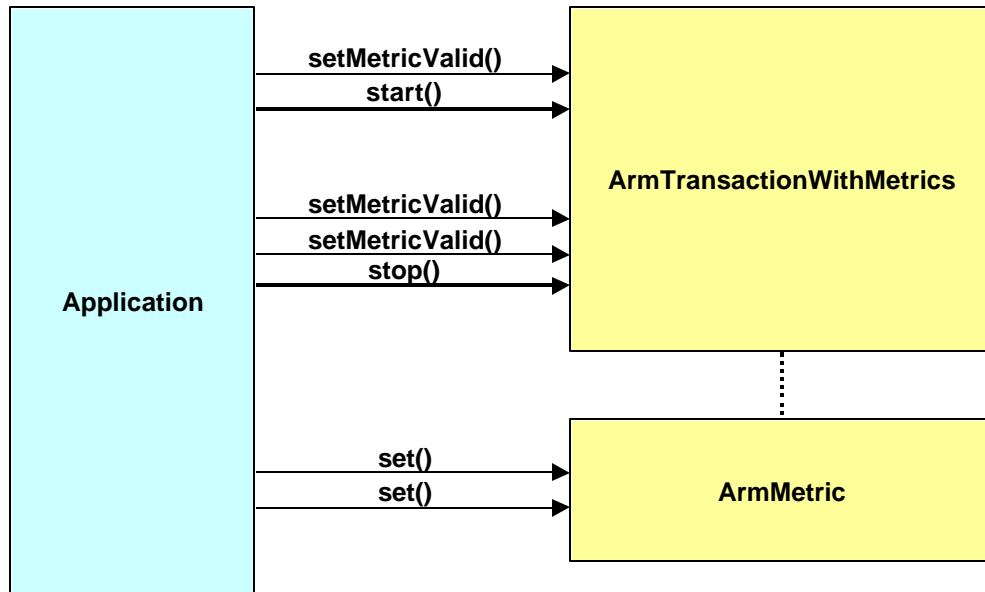 setMetricValid()
start()
ArmTransactionWithMetrics
setMetricValid()
setMetricValid()
stop()
Application
set()
set()
ArmMetric